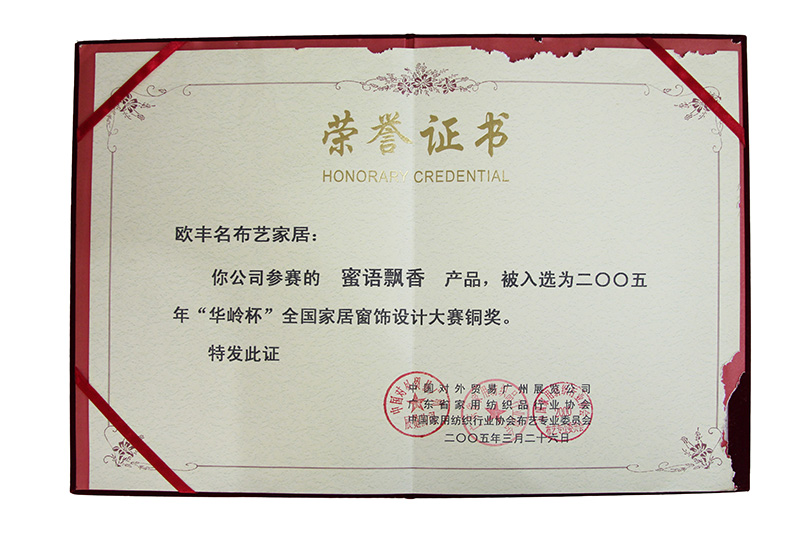 荣誉证书
HONORARY CREDENTIAL
欧丰名布艺家居：
你公司参赛的 蜜语飘香 产品，被入选为二〇〇五
年“华岭杯”全国家居窗饰设计大赛铜奖。
特发此证
中国对外贸易广州展览公司
广东省家用纺织品行业协会
中国家用纺织行业协会布艺专业委员会
二〇〇五年三月二十六日